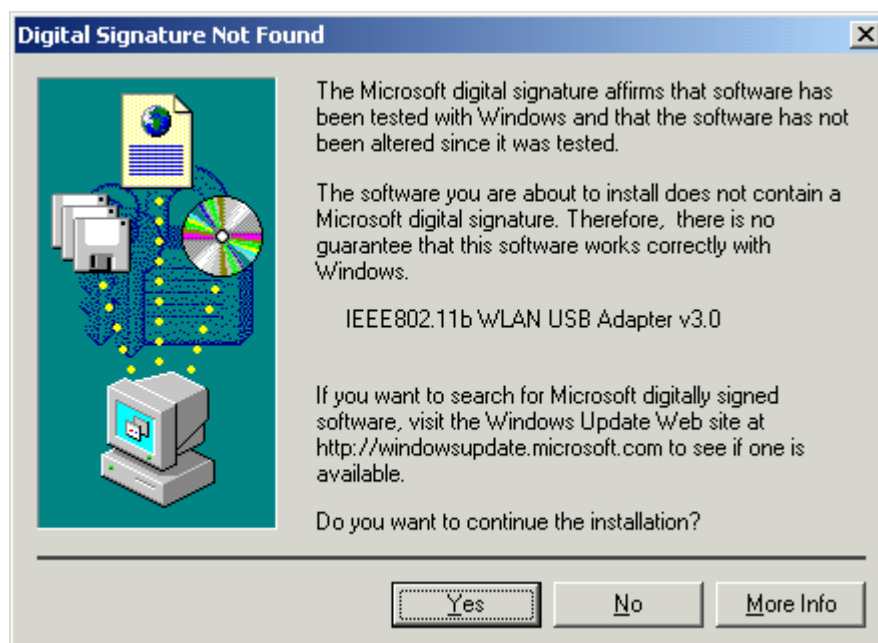 Digital Signature Not Found
The Microsoft digital signature affirms that software has
been tested with Windows and that the software has not
been altered since it was tested.
The software you are about to install does not contain a
Microsoft digital signature. Therefore,  there is no
guarantee that this software works correctly with
Windows.
IEEE802.11b WLAN USB Adapter v3.0
If you want to search for Microsoft digitally signed
software, visit the Windows Update Web site at
http://windowsupdate.microsoft.com to see if one is
available.
Do you want to continue the installation?
Yes No More Info